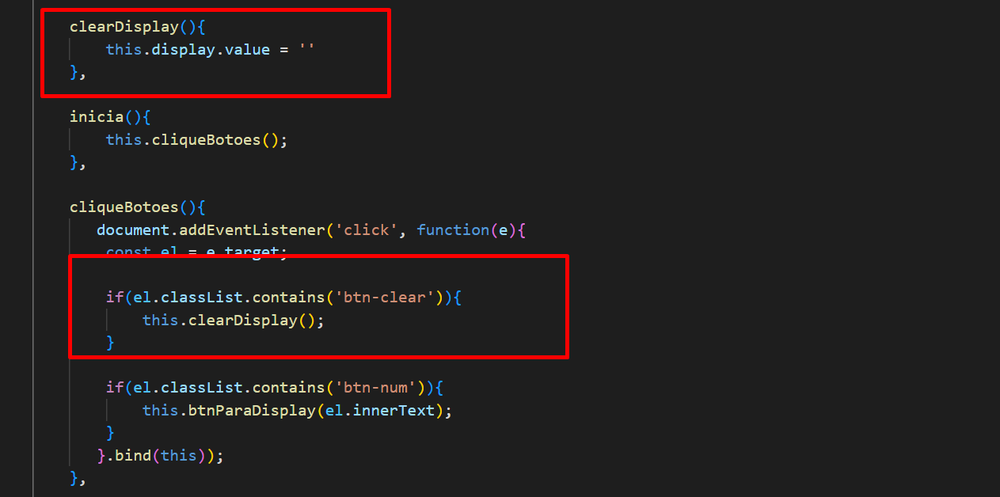 clearDisplay(){
this.display.value = ''
},
inicia(){
this.cliqueBotoes();
},
cliqueBotoes(){
document.addEventListener('click', function(e){
const el = e.target;
if(el.classList.contains('btn-clear')){
this.clearDisplay();
}
if(el.classList.contains('btn-num')){
this.btnParaDisplay(el.innerText);
}
}.bind(this));
},